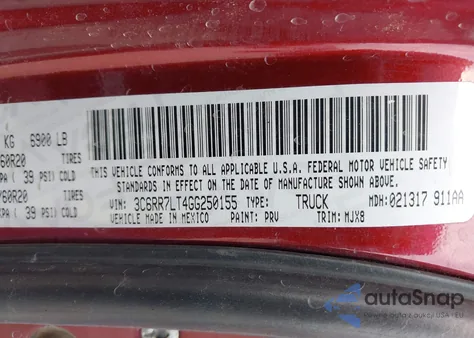 KG 6900 LB
60R20 TIRES
PA ( 39 PSI) COLD
/60R20 TIRES
KPA ( 39 PSI) COLD
THIS VEHICLE CONFORMS TO ALL APPLICABLE U.S.A. FEDERAL MOTOR VEHICLE SAFETY
STANDARDS IN EFFECT ON THE DATE OF MANUFACTURE SHOWN ABOVE.
VIN: 3C6RR7LT4GG250155 TYPE: TRUCK MDH: 021317 911AA
VEHICLE MADE IN MEXICO PAINT: PRV TRIM: MJX8
autoSnap